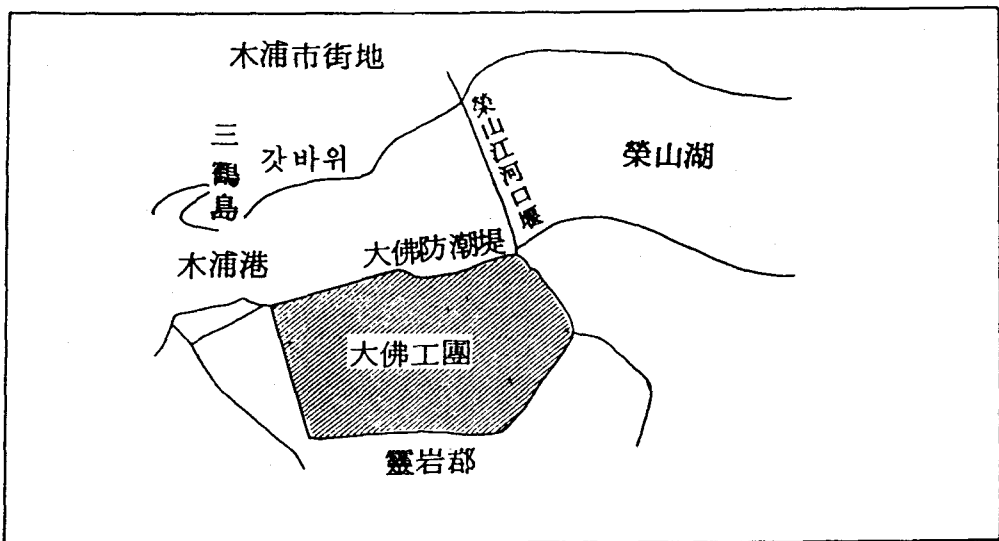 木浦市街地
三鶴島
갓바위
榮山江河口堰
榮山湖
大佛防潮堤
木浦港
大佛工團
靈岩郡